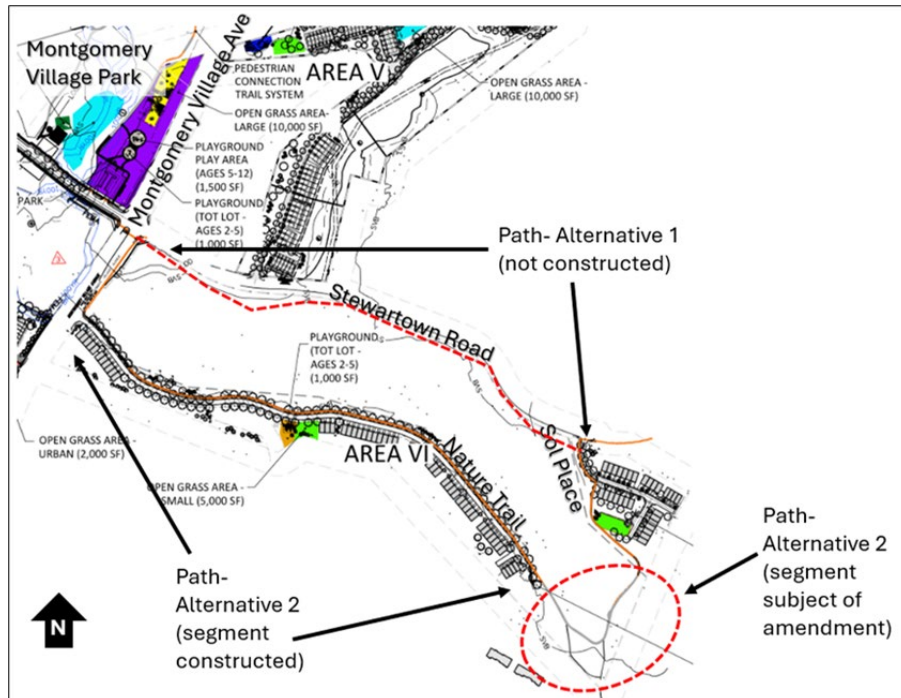 Montgomery
Village Park
Montgomery Village Ave
PEDESTRIAN
CONNECTION
TRAIL SYSTEM
AREA V
OPEN GRASS AREA-
LARGE (10,000 SF)
OPEN GRASS AREA-
LARGE (10,000 SF)
PLAYGROUND
PLAY AREA
(AGES 5-12)
(1,500 SF)
PLAYGROUND
(TOT LOT -
AGES 2-5)
(1,000 SF)
PARK
Path- Alternative 1
(not constructed)
Stewartown Road
PLAYGROUND
(TOT LOT -
AGES 2-5)
(1,000 SF)
OPEN GRASS AREA -
URBAN (2,000 SF)
OPEN GRASS AREA -
SMALL (5,000 SF)
AREA VI
Nature Trail
Sol Place
Path-
Alternative 2
(segment
subject of
amendment)
Path-
Alternative 2
(segment
constructed)
N